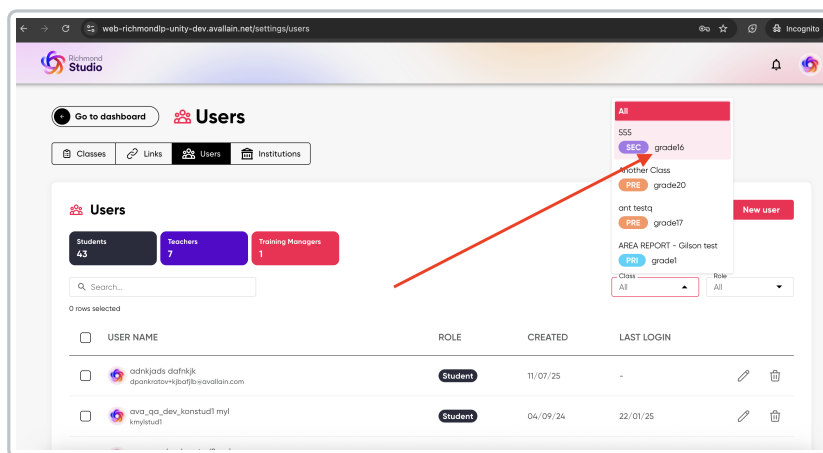 web-richmondlp-unity-dev.avallain.net/settings/users
Incognito
Richmond
Studio
Go to dashboard
Users
Classes
Links
Users
Institutions
All
555
SEC grade16
Another Class
PRE grade20
ant testq
PRE grade17
AREA REPORT - Gilson test
PRI grade1
Users
New user
Students
43
Teachers
7
Training Managers
1
Search...
Class
All
Role
All
0 rows selected
USER NAME ROLE CREATED LAST LOGIN
adnkjads dafnkjk
dpankratov+kjbafjlb@avallain.com
Student 11/07/25 -
ava_qa_dev_konstud1 myl
kmylstud1
Student 04/09/24 22/01/25